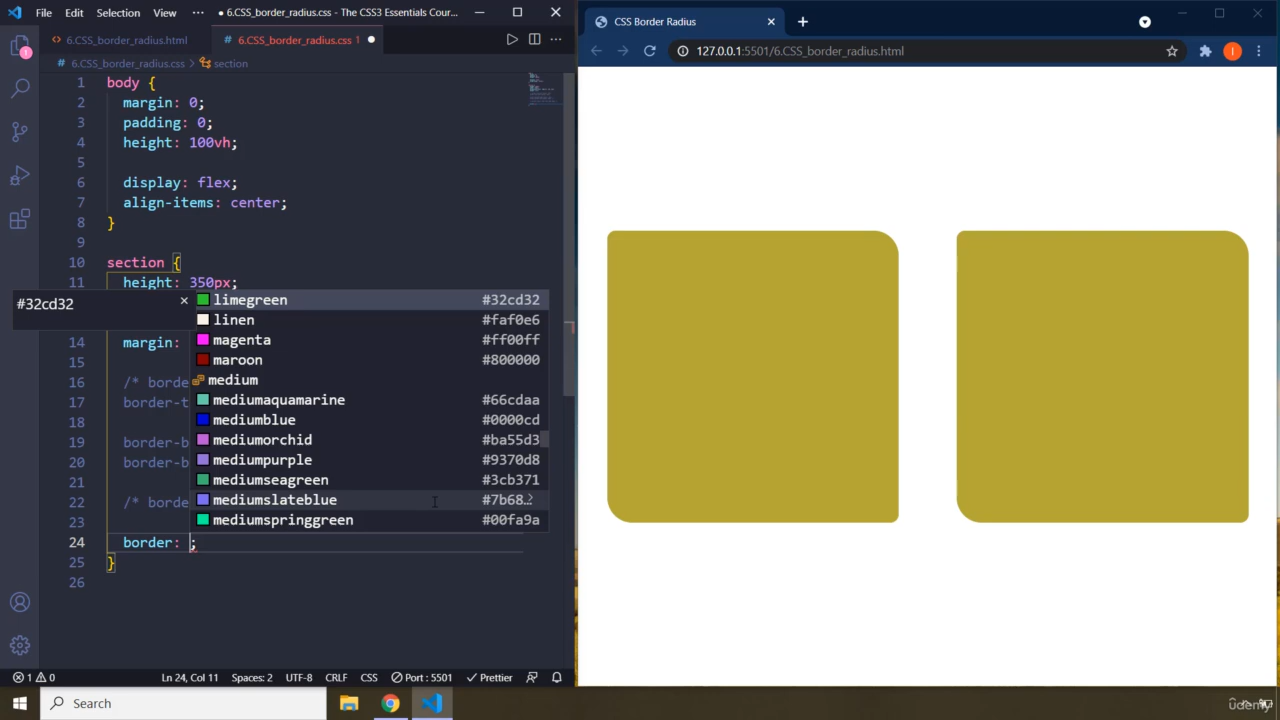 File Edit Selection View ··· ● 6.CSS_border_radius.css - The CSS3 Essentials Cour...
6.CSS_border_radius.html
# 6.CSS_border_radius.css 1 ●
# 6.CSS_border_radius.css > section
1 body {
2 margin: 0;
3 padding: 0;
4 height: 100vh;
5
6 display: flex;
7 align-items: center;
8 }
9
10 section {
11 height: 350px;
#32cd32
limegreen #32cd32
linen #faf0e6
magenta #ff00ff
14 margin:
maroon #800000
15
medium
16 /* borde
mediumaquamarine #66cdaa
17 border-t
mediumblue #0000cd
18
mediumorchid #ba55d3
19 border-b
mediumpurple #9370d8
20 border-b
mediumseagreen #3cb371
21
mediumslateblue #7b68…
22 /* borde
mediumspringgreen #00fa9a
23
24 border: ;
25 }
26
1 0 Ln 24, Col 11 Spaces: 2 UTF-8 CRLF CSS Port : 5501 Prettier
Search
CSS Border Radius
127.0.0.1:5501/6.CSS_border_radius.html
I
1
udemy